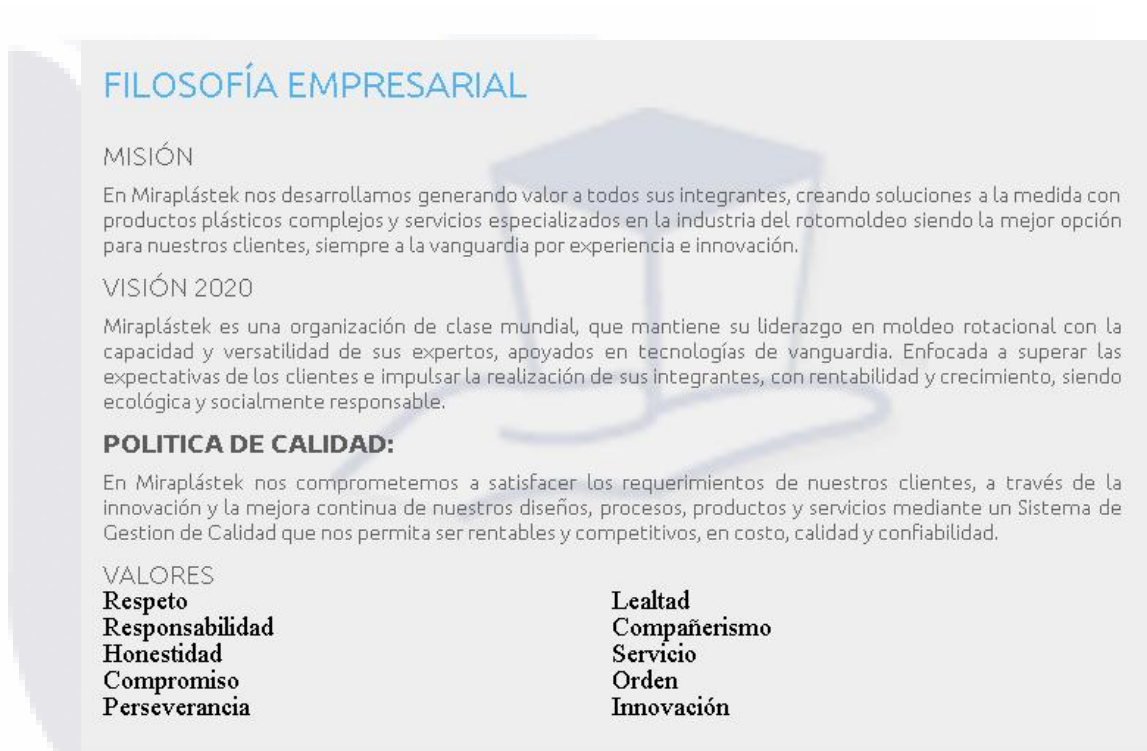 FILOSOFÍA EMPRESARIAL
MISIÓN
En Miraplástek nos desarrollamos generando valor a todos sus integrantes, creando soluciones a la medida con
productos plásticos complejos y servicios especializados en la industria del rotomoldeo siendo la mejor opción
para nuestros clientes, siempre a la vanguardia por experiencia e innovación.
VISIÓN 2020
Miraplástek es una organización de clase mundial, que mantiene su liderazgo en moldeo rotacional con la
capacidad y versatilidad de sus expertos, apoyados en tecnologías de vanguardia. Enfocada a superar las
expectativas de los clientes e impulsar la realización de sus integrantes, con rentabilidad y crecimiento, siendo
ecológica y socialmente responsable.
POLITICA DE CALIDAD:
En Miraplástek nos comprometemos a satisfacer los requerimientos de nuestros clientes, a través de la
innovación y la mejora continua de nuestros diseños, procesos, productos y servicios mediante un Sistema de
Gestion de Calidad que nos permita ser rentables y competitivos, en costo, calidad y confiabilidad.
VALORES
Respeto
Responsabilidad
Honestidad
Compromiso
Perseverancia
Lealtad
Compañerismo
Servicio
Orden
Innovación